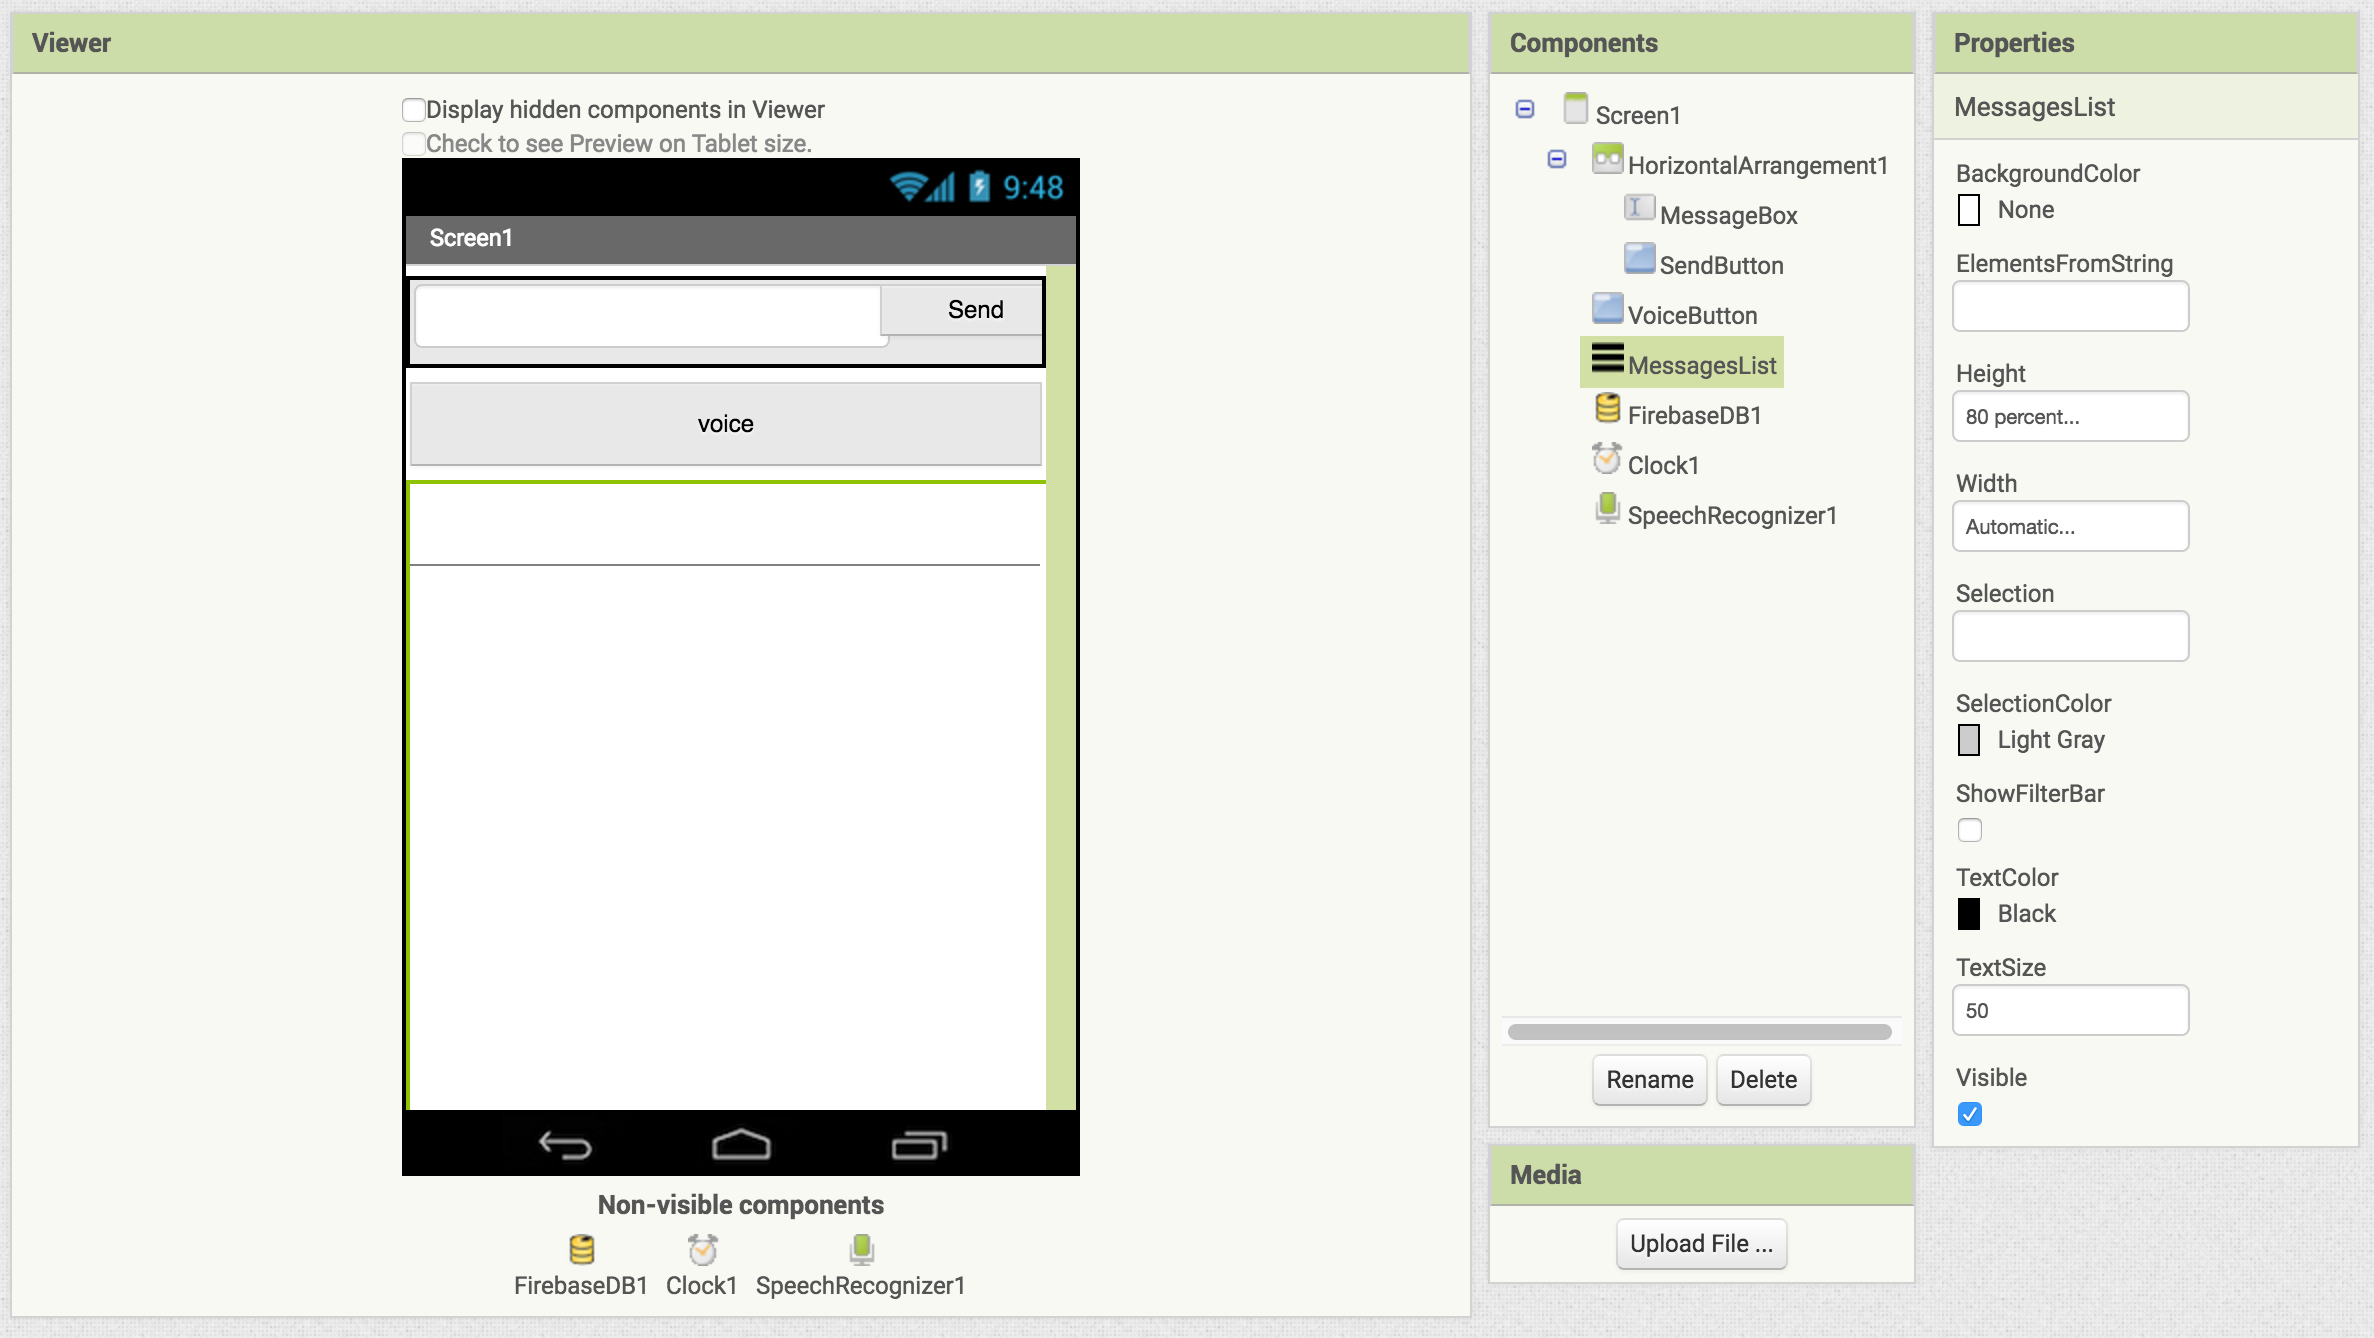 Viewer
Display hidden components in Viewer
Check to see Preview on Tablet size.
9:48
Screen1
Send
voice
Non-visible components
FirebaseDB1 Clock1 SpeechRecognizer1
Components
Screen1
HorizontalArrangement1
MessageBox
SendButton
VoiceButton
MessagesList
FirebaseDB1
Clock1
SpeechRecognizer1
Rename Delete
Media
Upload File ...
Properties
MessagesList
BackgroundColor
None
ElementsFromString
Height
80 percent...
Width
Automatic...
Selection
SelectionColor
Light Gray
ShowFilterBar
TextColor
Black
TextSize
50
Visible